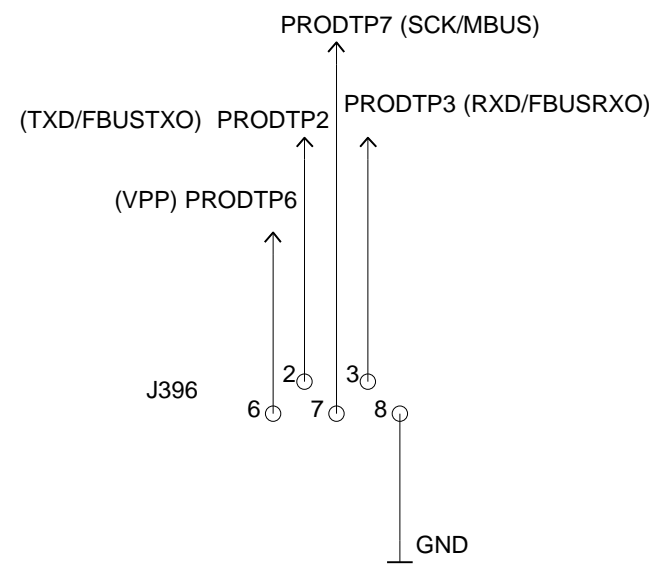 PRODTP7 (SCK/MBUS)
(TXD/FBUSTXO) PRODTP2
PRODTP3 (RXD/FBUSRXO)
(VPP) PRODTP6
2 3
J396
6 7 8
GND